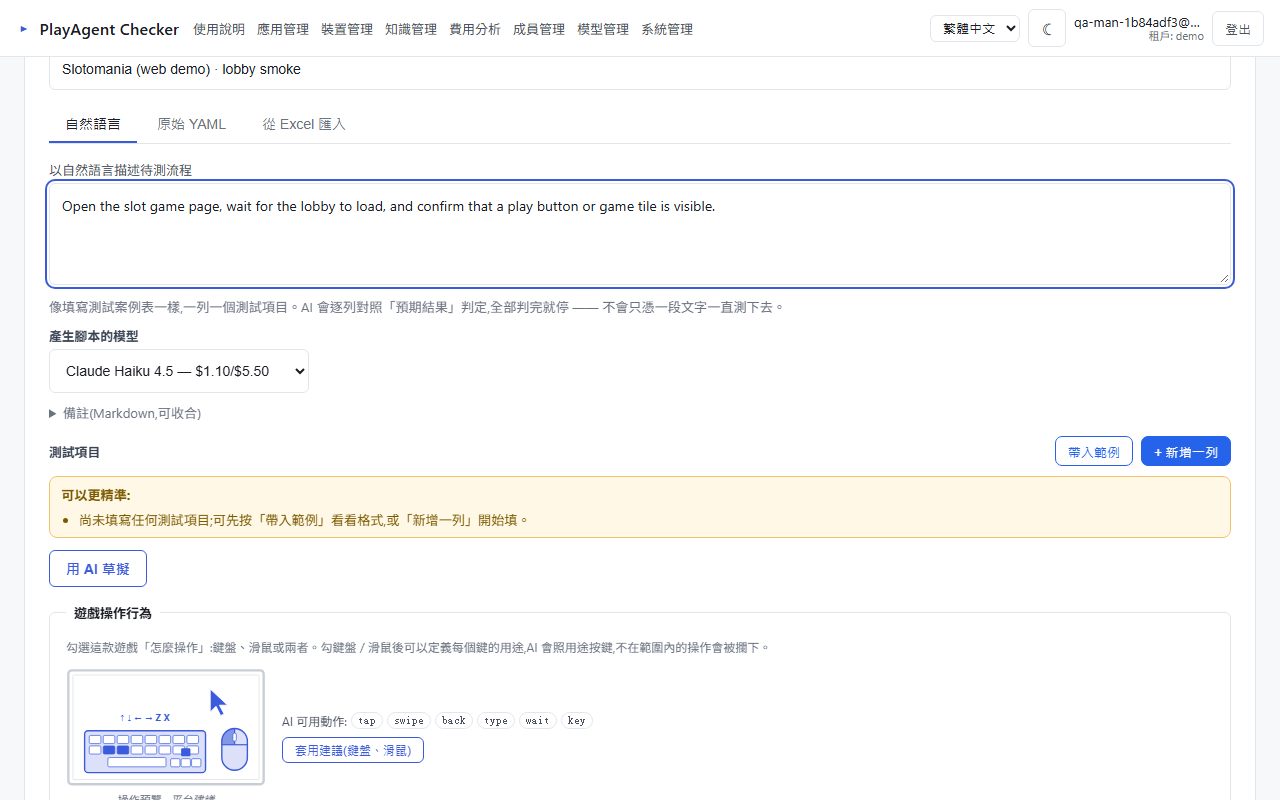 PlayAgent Checker 使用說明 應用管理 裝置管理 知識管理 費用分析 成員管理 模型管理 系統管理 繁體中文 qa-man-1b84adf3@... 登出
租戶: demo
Slotomania (web demo) · lobby smoke
自然語言 原始 YAML 從 Excel 匯入
以自然語言描述待測流程
Open the slot game page, wait for the lobby to load, and confirm that a play button or game tile is visible.
像填寫測試案例表一樣,一列一個測試項目。AI 會逐列對照「預期結果」判定,全部判完就停 —— 不會只憑一段文字一直測下去。
產生腳本的模型
Claude Haiku 4.5 — $1.10/$5.50
備註(Markdown,可收合)
測試項目 帶入範例 + 新增一列
可以更精準:
尚未填寫任何測試項目;可先按「帶入範例」看看格式,或「新增一列」開始填。
用 AI 草擬
遊戲操作行為
勾選這款遊戲「怎麼操作」:鍵盤、滑鼠或兩者。勾鍵盤 / 滑鼠後可以定義每個鍵的用途,AI 會照用途按鍵,不在範圍內的操作會被攔下。
↑↓←→ZX
AI 可用動作: tap swipe back type wait key
套用建議(鍵盤、滑鼠)